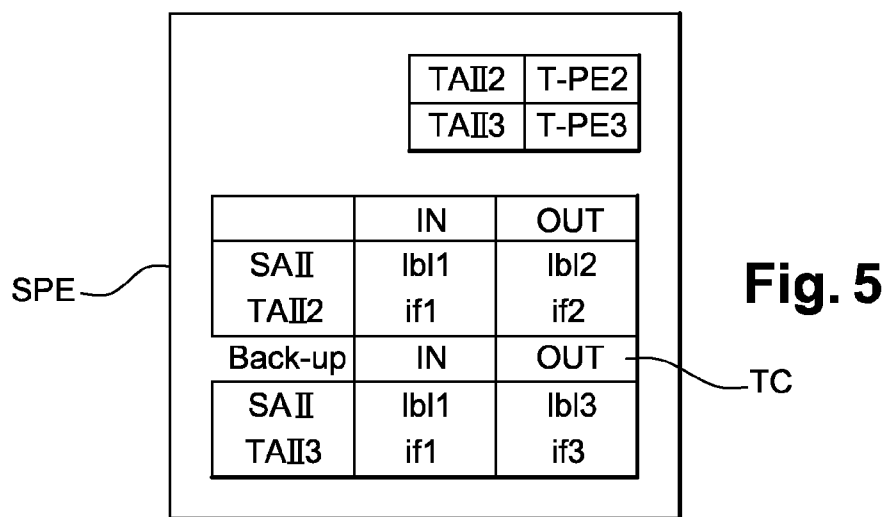 TAII2 T-PE2
TAII3 T-PE3
IN OUT
SAII lbl1 lbl2
TAII2 if1 if2
Back-up IN OUT
SAII lbl1 lbl3
TAII3 if1 if3
SPE
TC
Fig. 5